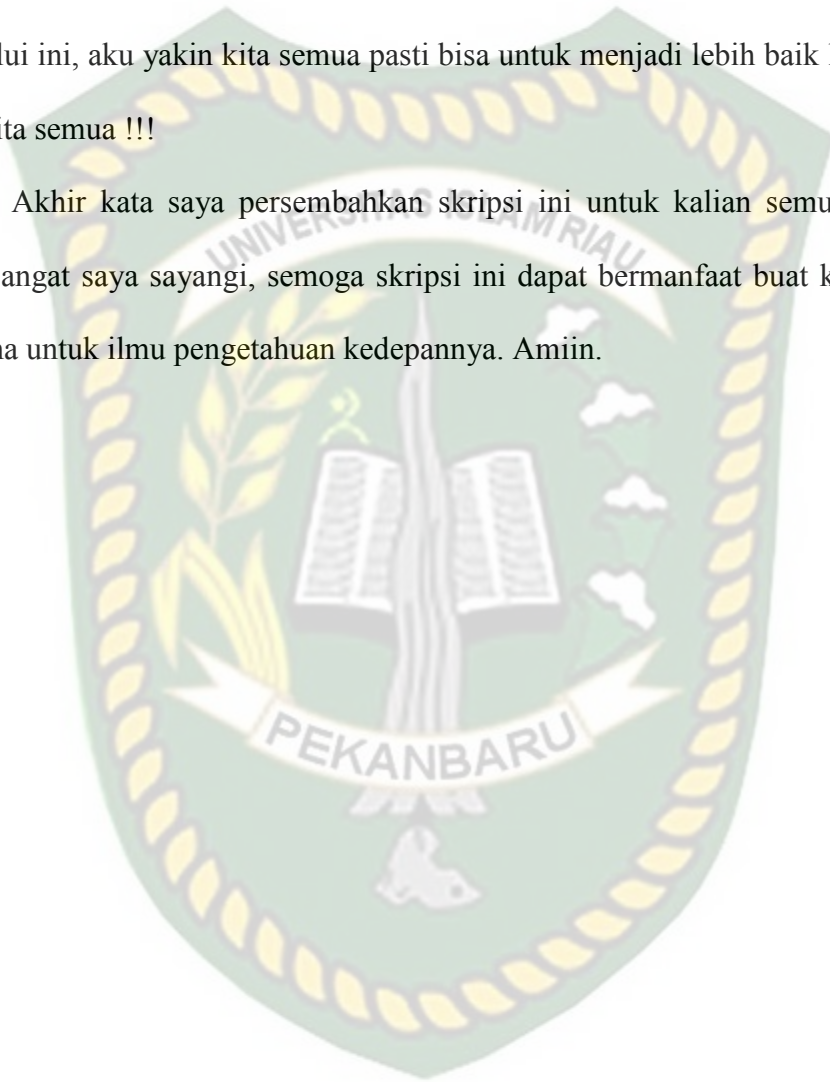 lui ini, aku yakin kita semua pasti bisa untuk menjadi lebih baik
ita semua !!!
Akhir kata saya persembahkan skripsi ini untuk kalian semu
angat saya sayangi, semoga skripsi ini dapat bermanfaat buat k
na untuk ilmu pengetahuan kedepannya. Amiin.
UNIVERSITAS ISLAM RIAU
PEKANBARU